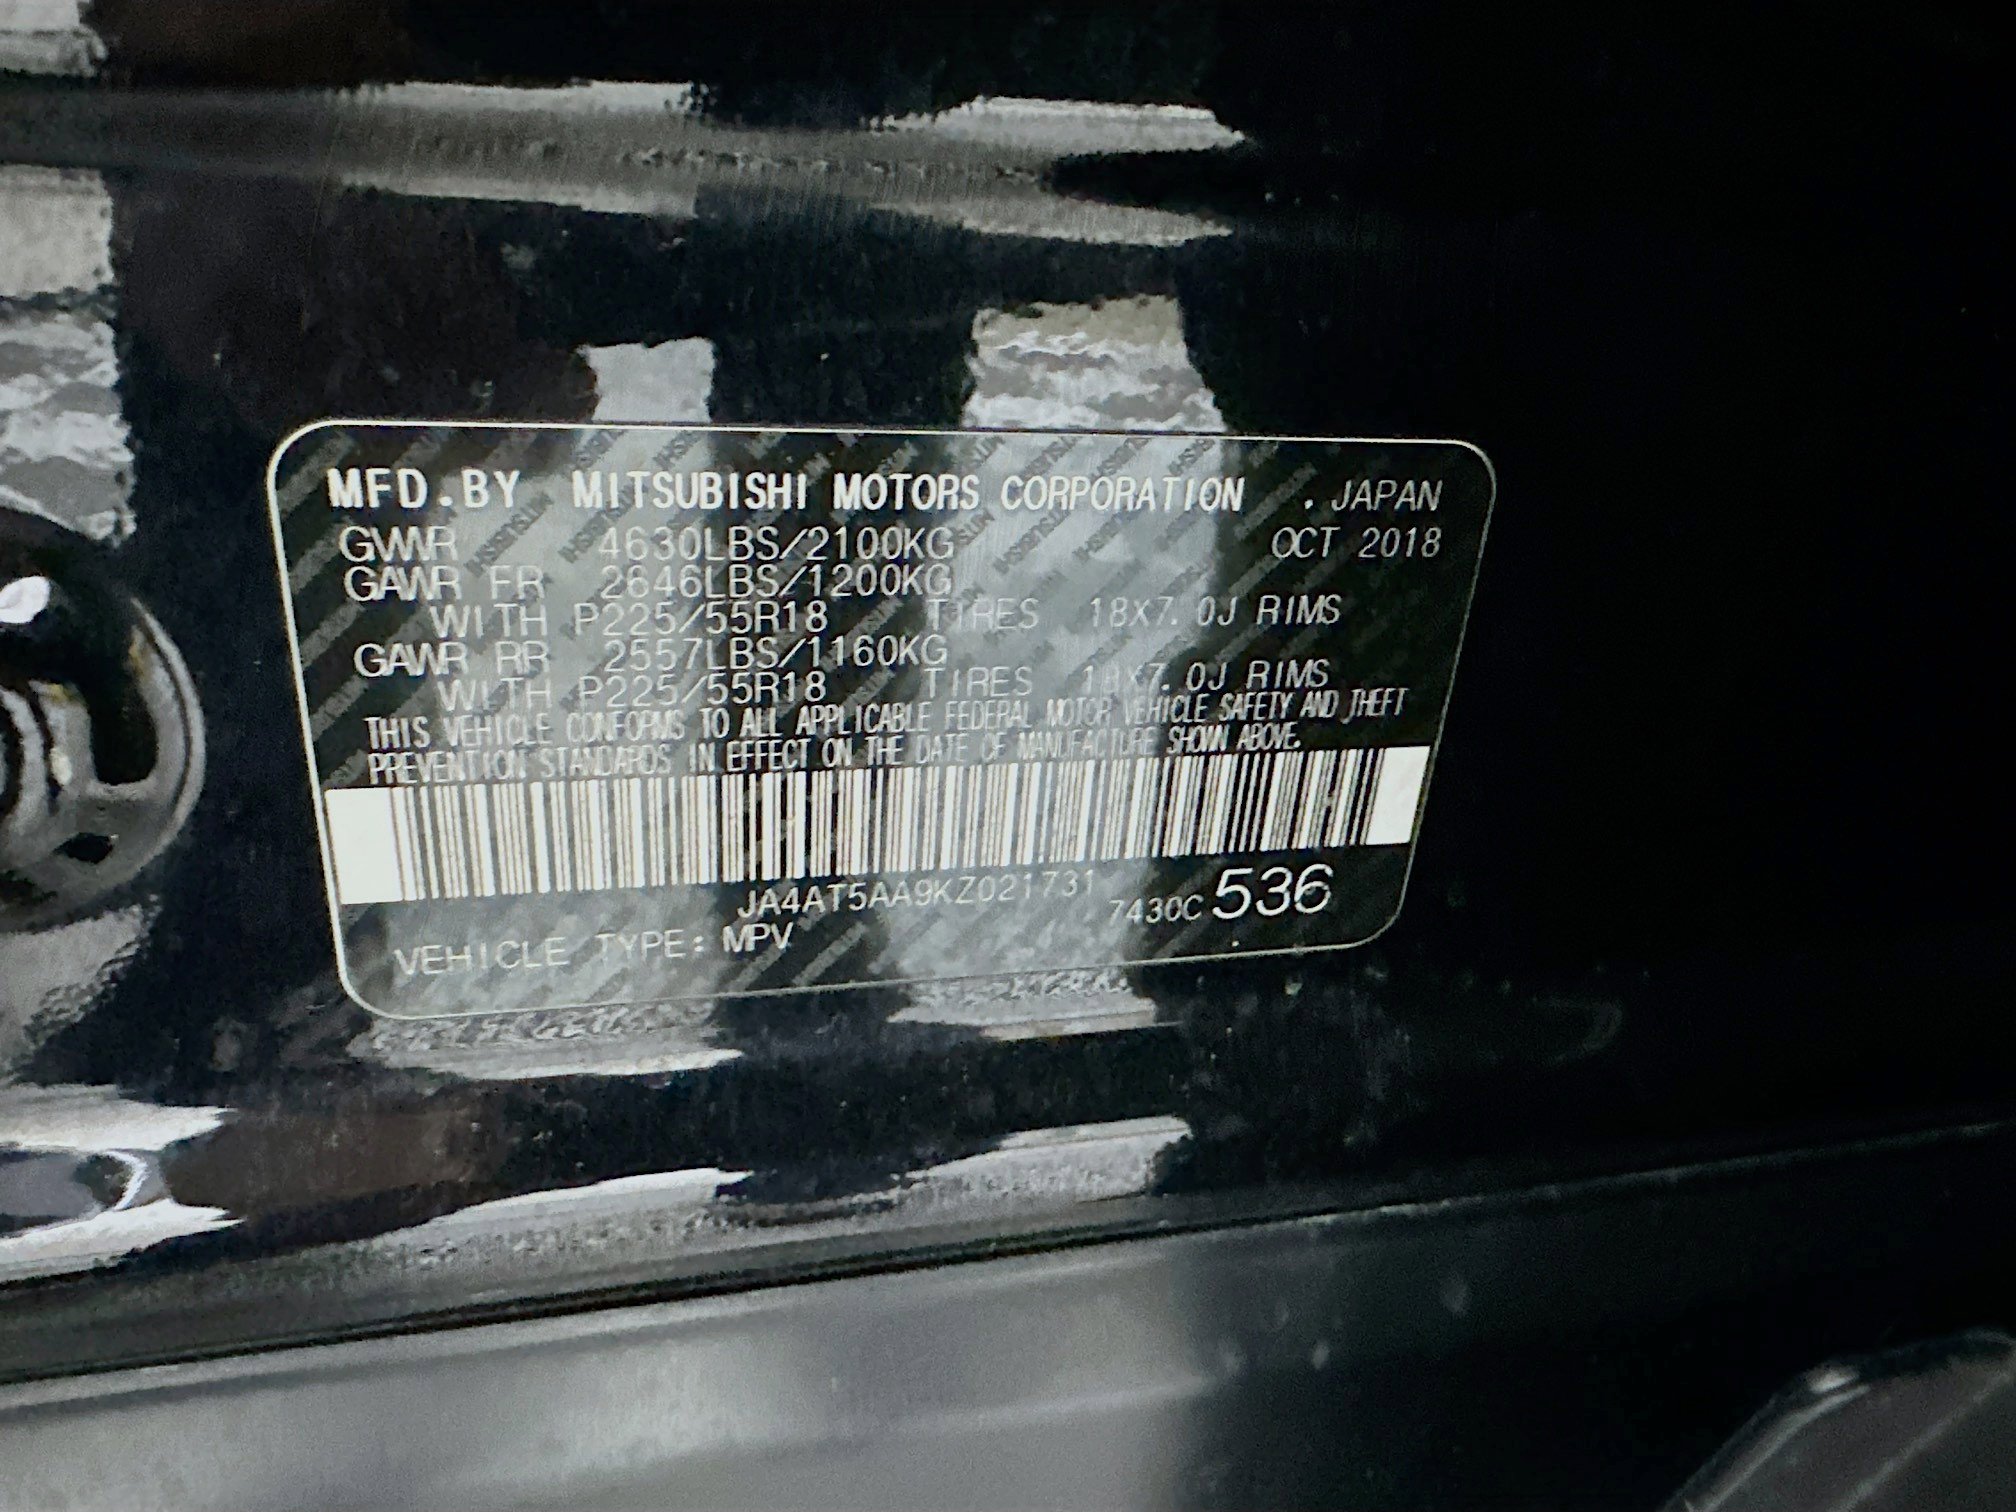 MFD.BY MITSUBISHI MOTORS CORPORATION . JAPAN
GVWR 4630LBS/2100KG OCT 2018
GAWR FR 2646LBS/1200KG
WITH P225/55R18 TIRES 18X7.0J RIMS
GAWR RR 2557LBS/1160KG
WITH P225/55R18 TIRES 18X7.0J RIMS
THIS VEHICLE CONFORMS TO ALL APPLICABLE FEDERAL MOTOR VEHICLE SAFETY AND THEFT
PREVENTION STANDARDS IN EFFECT ON THE DATE OF MANUFACTURE SHOWN ABOVE.
JA4AT5AA9KZ021731 7430C 536
VEHICLE TYPE: MPV